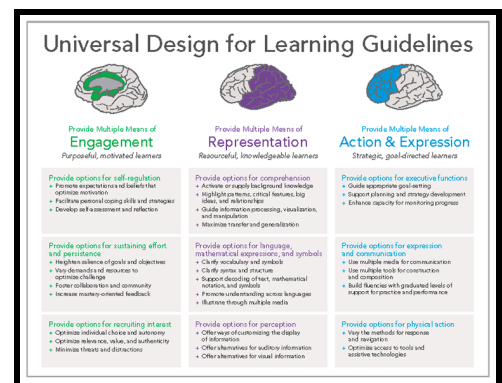 Universal Design for Learning Guidelines
Provide Multiple Means of
Engagement
Purposeful, motivated learners
Provide options for self-regulation
+ Promote expectations and beliefs that
optimize motivation
+ Facilitate personal coping skills and strategies
+ Develop self-assessment and reflection
Provide options for sustaining effort
and persistence
+ Heighten salience of goals and objectives
+ Vary demands and resources to
optimize challenge
+ Foster collaboration and community
+ Increase mastery-oriented feedback
Provide options for recruiting interest
+ Optimize individual choice and autonomy
+ Optimize relevance, value, and authenticity
+ Minimize threats and distractions
Provide Multiple Means of
Representation
Resourceful, knowledgeable learners
Provide options for comprehension
+ Activate or supply background knowledge
+ Highlight patterns, critical features, big
ideas, and relationships
+ Guide information processing, visualization,
and manipulation
+ Maximize transfer and generalization
Provide options for language,
mathematical expressions, and symbols
+ Clarify vocabulary and symbols
+ Clarify syntax and structure
+ Support decoding of text, mathematical
notation, and symbols
+ Promote understanding across languages
+ Illustrate through multiple media
Provide options for perception
+ Offer ways of customizing the display
of information
+ Offer alternatives for auditory information
+ Offer alternatives for visual information
Provide Multiple Means of
Action & Expression
Strategic, goal-directed learners
Provide options for executive functions
+ Guide appropriate goal-setting
+ Support planning and strategy development
+ Enhance capacity for monitoring progress
Provide options for expression
and communication
+ Use multiple media for communication
+ Use multiple tools for construction
and composition
+ Build fluencies with graduated levels of
support for practice and performance
Provide options for physical action
+ Vary the methods for response
and navigation
+ Optimize access to tools and
assistive technologies